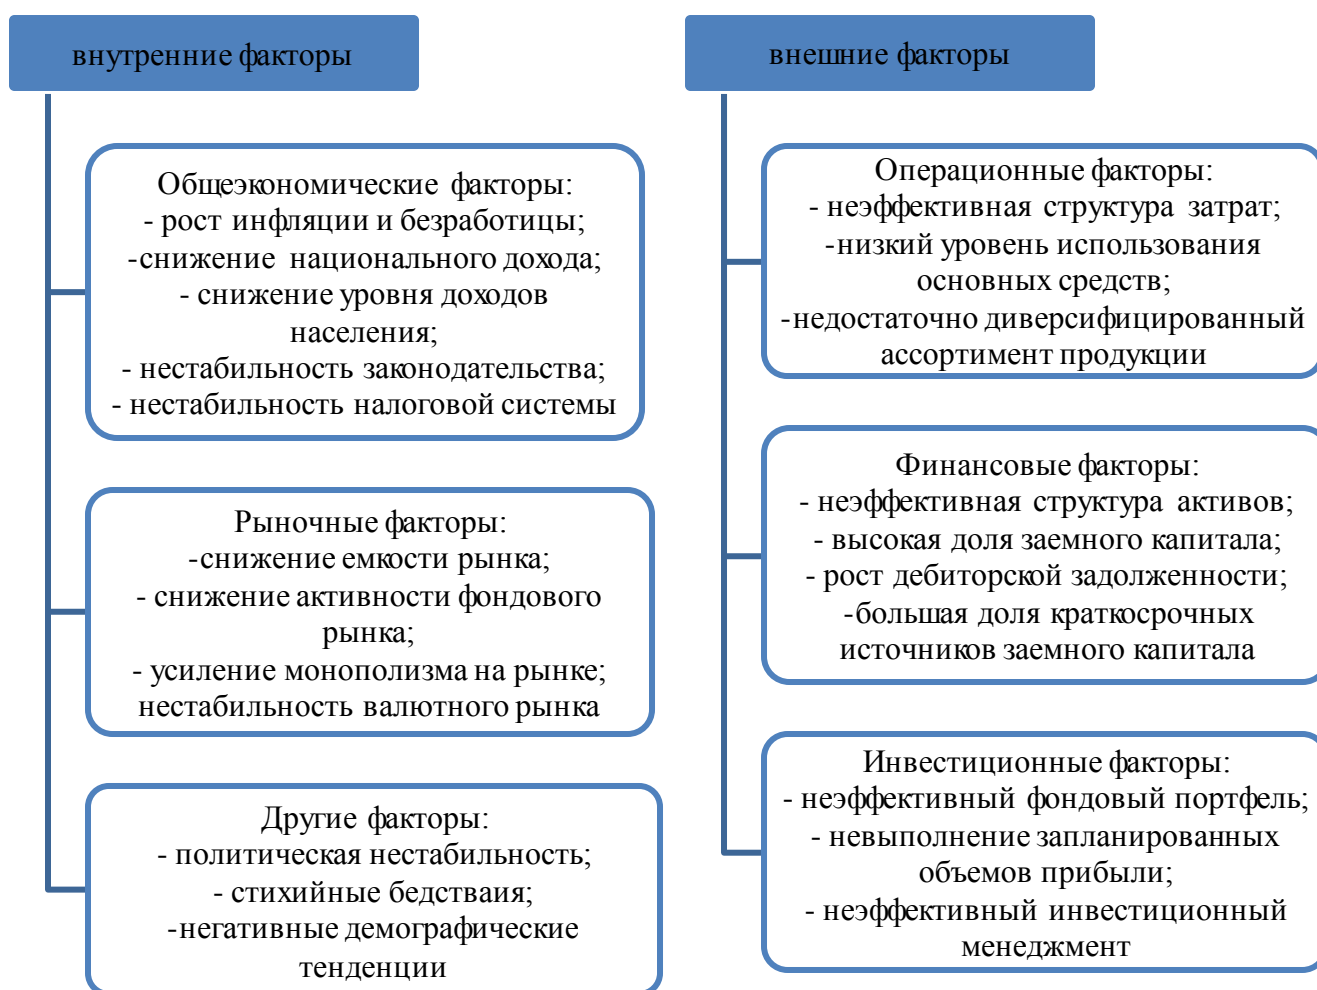 внутренние факторы
Общеэкономические факторы:
- рост инфляции и безработицы;
-снижение национального дохода;
- снижение уровня доходов
населения;
- нестабильность законодательства;
- нестабильность налоговой системы
Рыночные факторы:
-снижение емкости рынка;
- снижение активности фондового
рынка;
- усиление монополизма на рынке;
нестабильность валютного рынка
Другие факторы:
- политическая нестабильность;
- стихийные бедстваия;
-негативные демографические
тенденции
внешние факторы
Операционные факторы:
- неэффективная структура затрат;
-низкий уровень использования
основных средств;
-недостаточно диверсифицированный
ассортимент продукции
Финансовые факторы:
- неэффективная структура активов;
- высокая доля заемного капитала;
- рост дебиторской задолженности;
-большая доля краткосрочных
источников заемного капитала
Инвестиционные факторы:
- неэффективный фондовый портфель;
- невыполнение запланированных
объемов прибыли;
- неэффективный инвестиционный
менеджмент